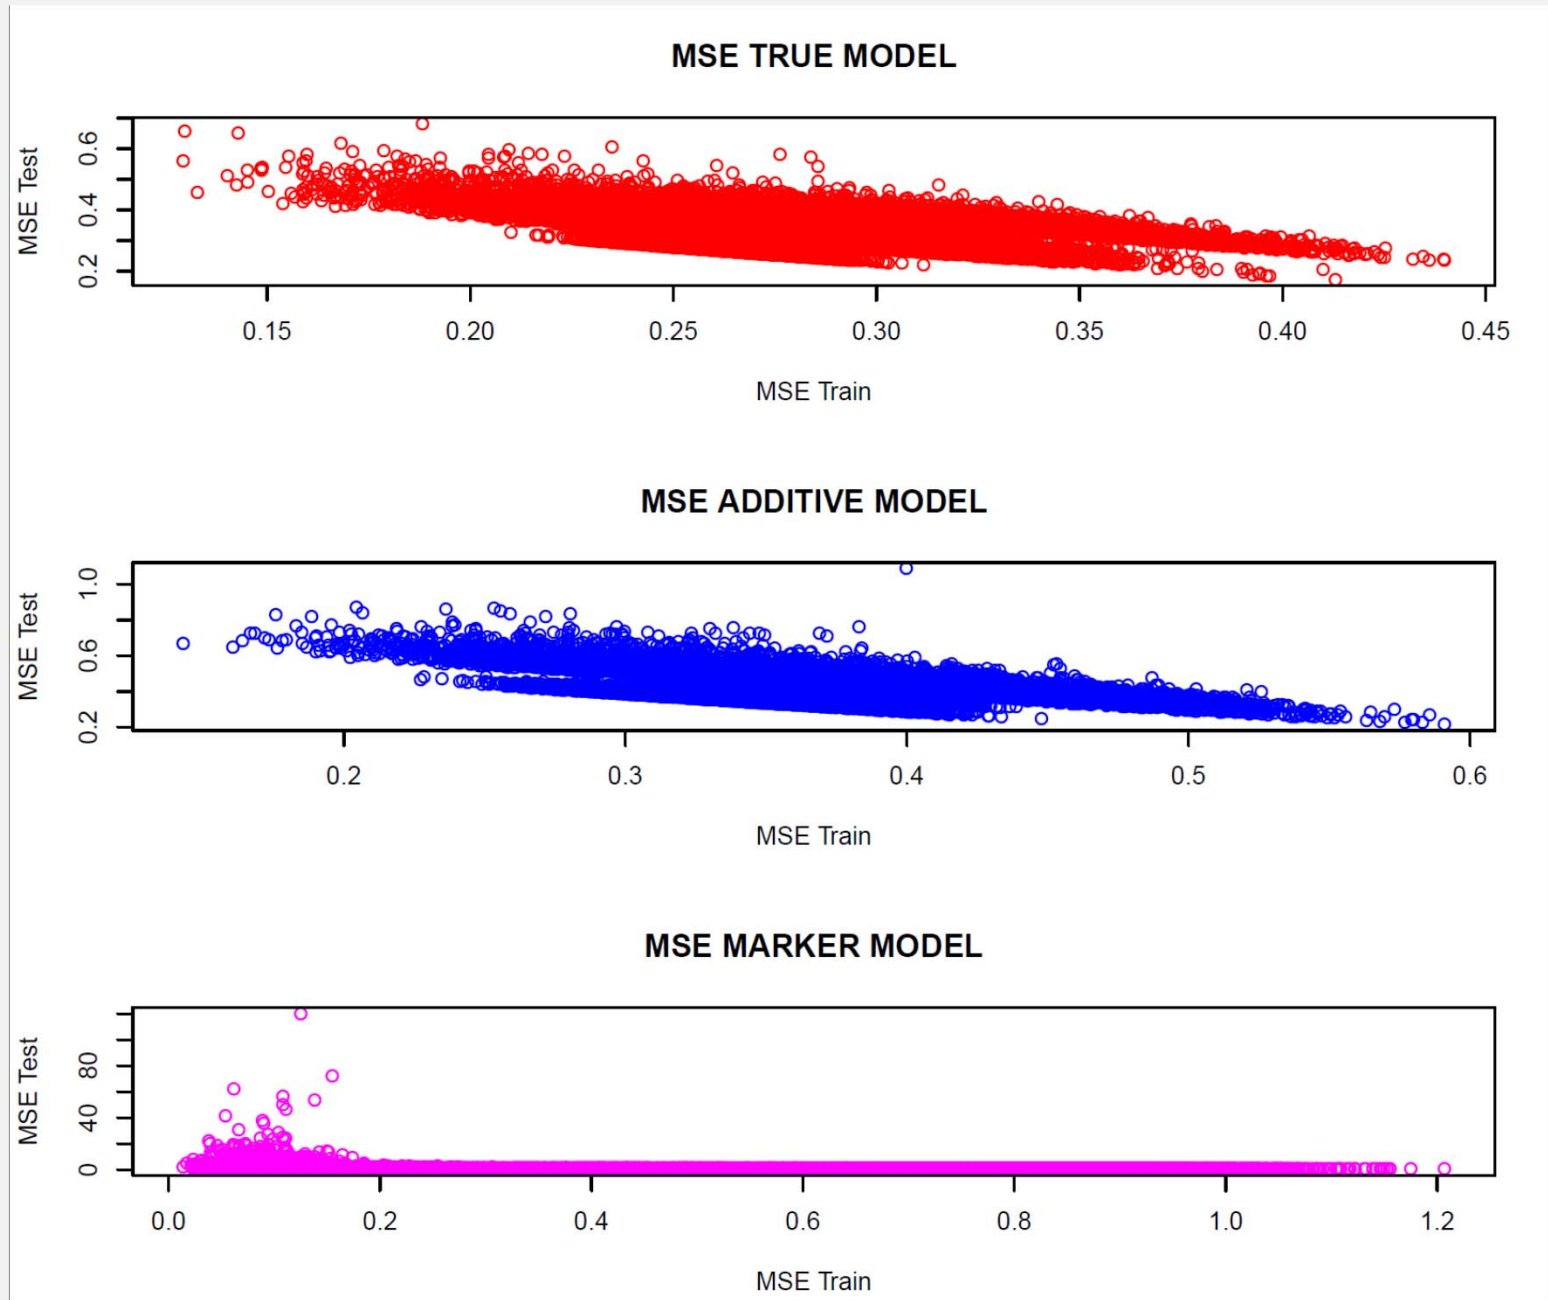 MSE TRUE MODEL
MSE Test
0.6
0.4
0.2
0.15 0.20 0.25 0.30 0.35 0.40 0.45
MSE Train
MSE ADDITIVE MODEL
MSE Test
1.0
0.6
0.2
0.2 0.3 0.4 0.5 0.6
MSE Train
MSE MARKER MODEL
MSE Test
80
40
0
0.0 0.2 0.4 0.6 0.8 1.0 1.2
MSE Train